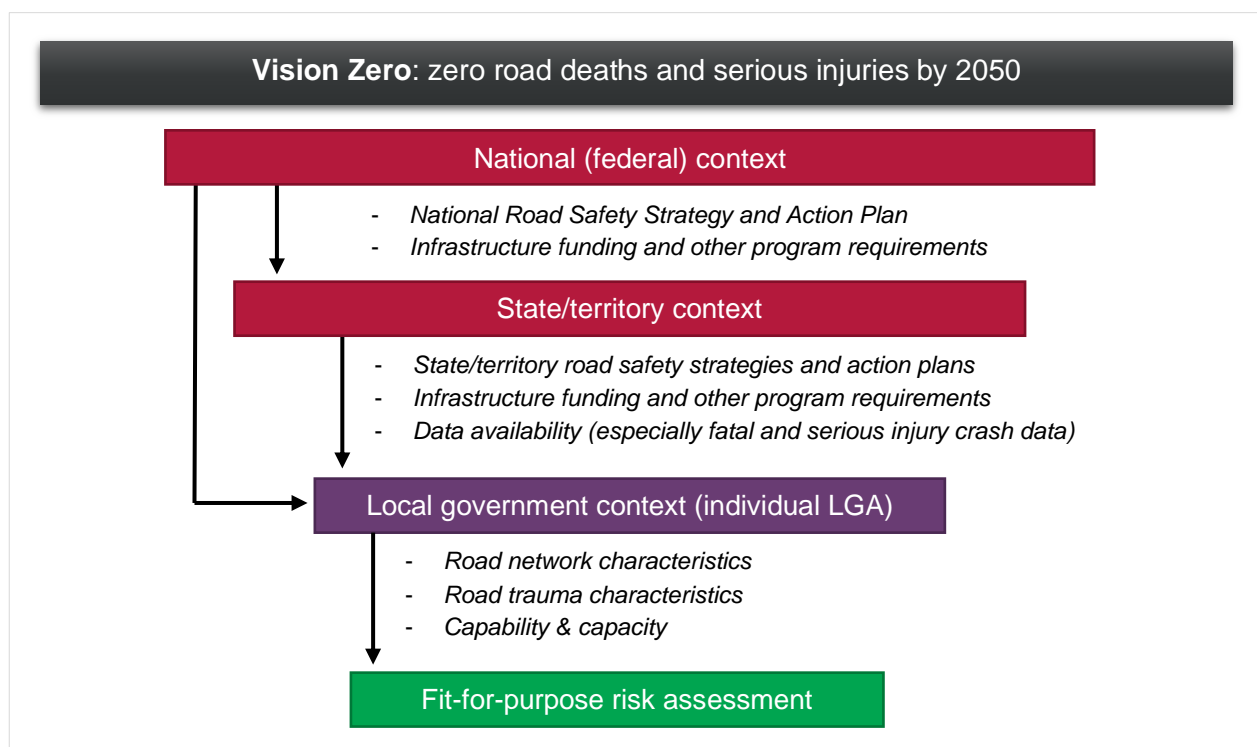 Vision Zero: zero road deaths and serious injuries by 2050
National (federal) context
- National Road Safety Strategy and Action Plan
- Infrastructure funding and other program requirements
State/territory context
- State/territory road safety strategies and action plans
- Infrastructure funding and other program requirements
- Data availability (especially fatal and serious injury crash data)
Local government context (individual LGA)
- Road network characteristics
- Road trauma characteristics
- Capability & capacity
Fit-for-purpose risk assessment